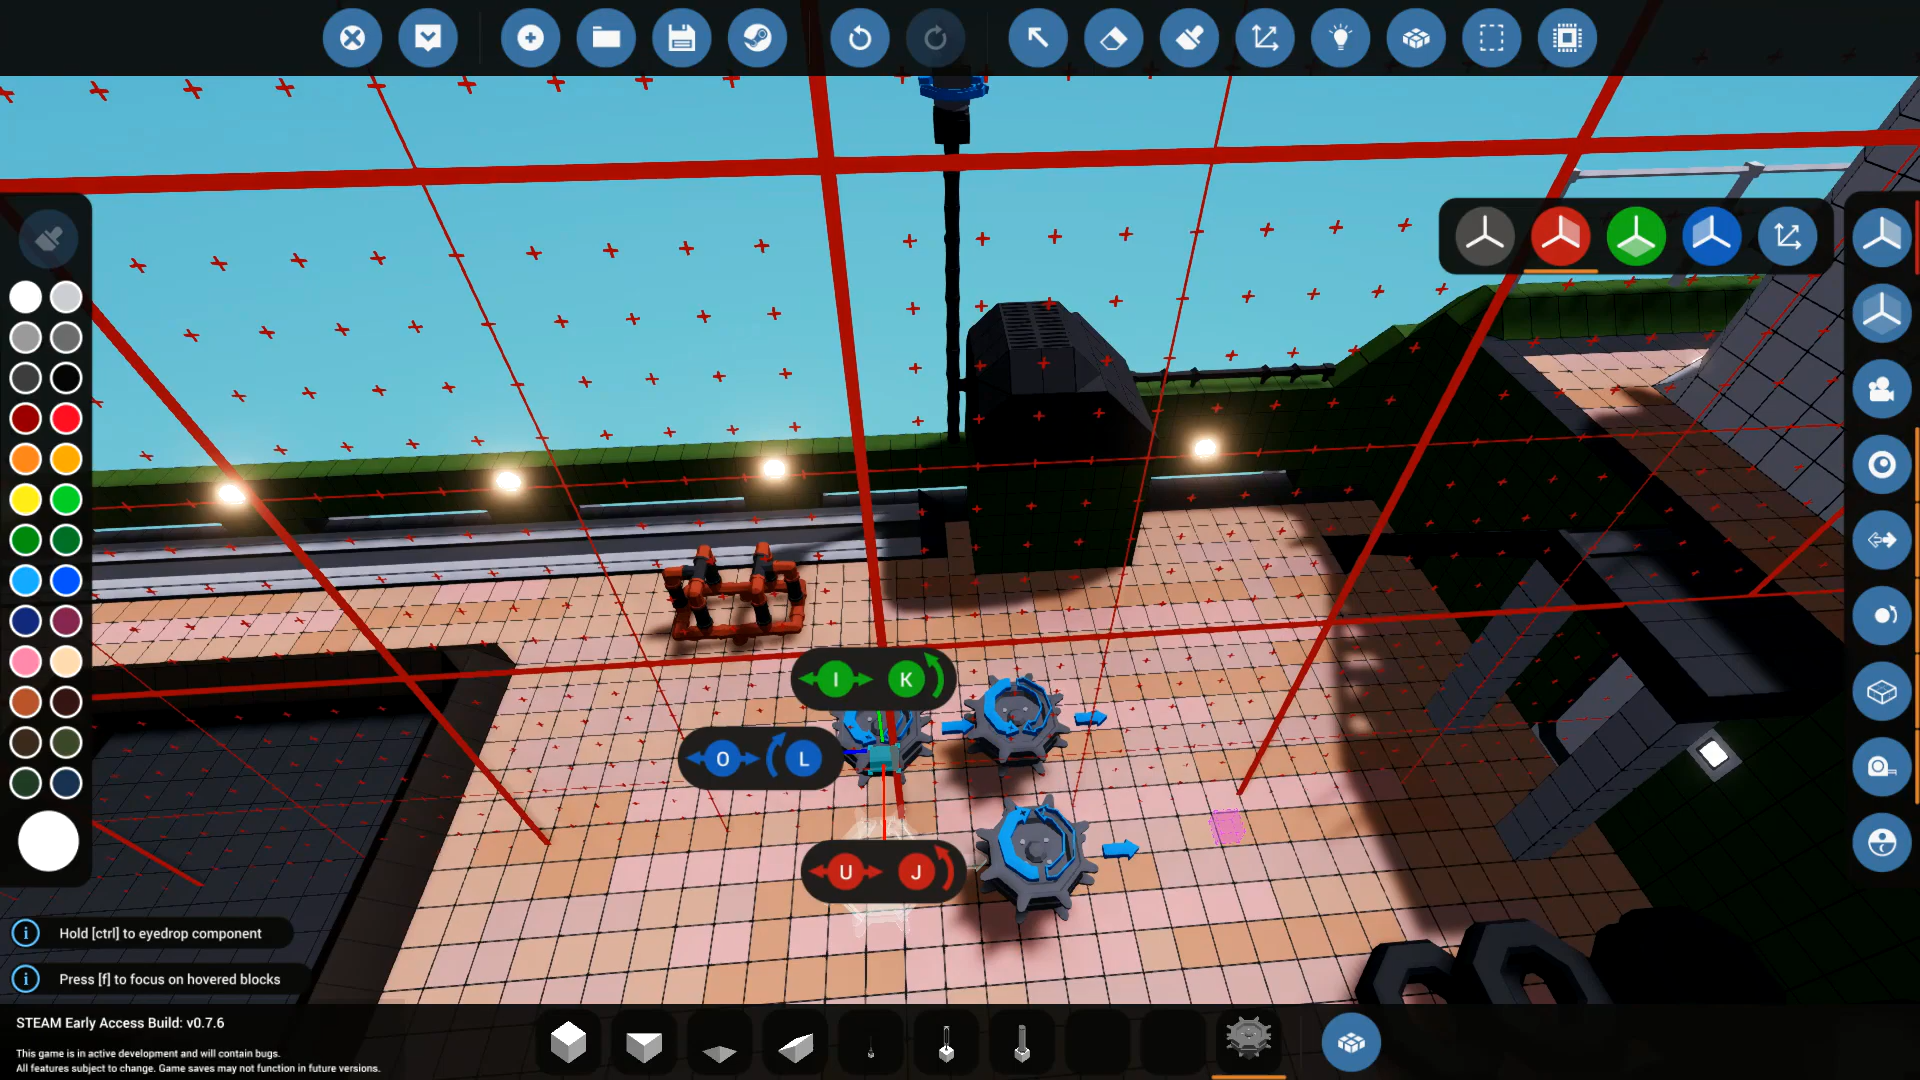 I K
O L
U J
Hold [ctrl] to eyedrop component
Press [f] to focus on hovered blocks
STEAM Early Access Build: v0.7.6
This game is in active development and will contain bugs.
All features subject to change. Game saves may not function in future versions.